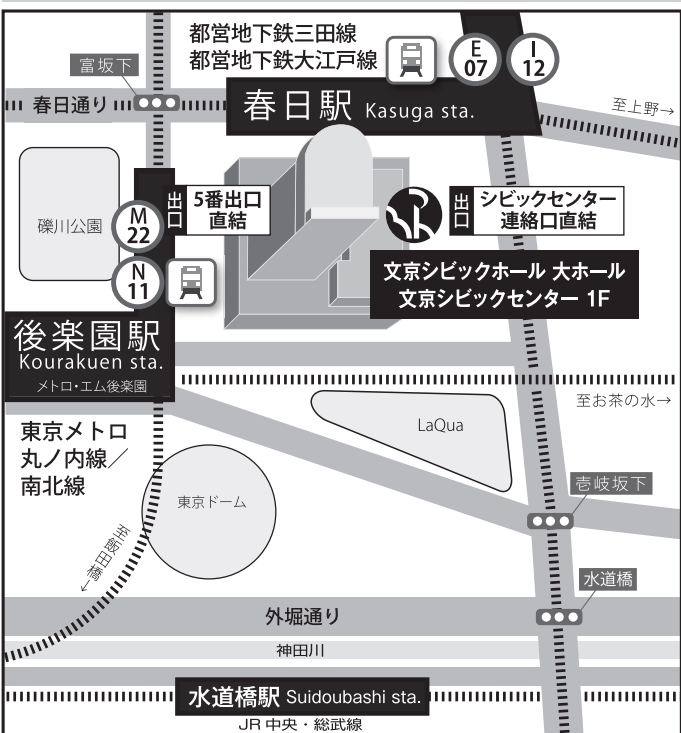 都営地下鉄三田線
都営地下鉄大江戸線
E
07
I
12
富坂下
春日通り
春日駅 Kasuga sta.
至上野→
礫川公園
M
22
N
11
出口
5番出口
直結
出口
シビックセンター
連絡口直結
文京シビックホール 大ホール
文京シビックセンター 1F
後楽園駅
Kourakuen sta.
メトロ・エム後楽園
至お茶の水→
東京メトロ
丸ノ内線／
南北線
LaQua
東京ドーム
壱岐坂下
至飯田橋→
水道橋
外堀通り
神田川
水道橋駅 Suidoubashi sta.
JR 中央・総武線